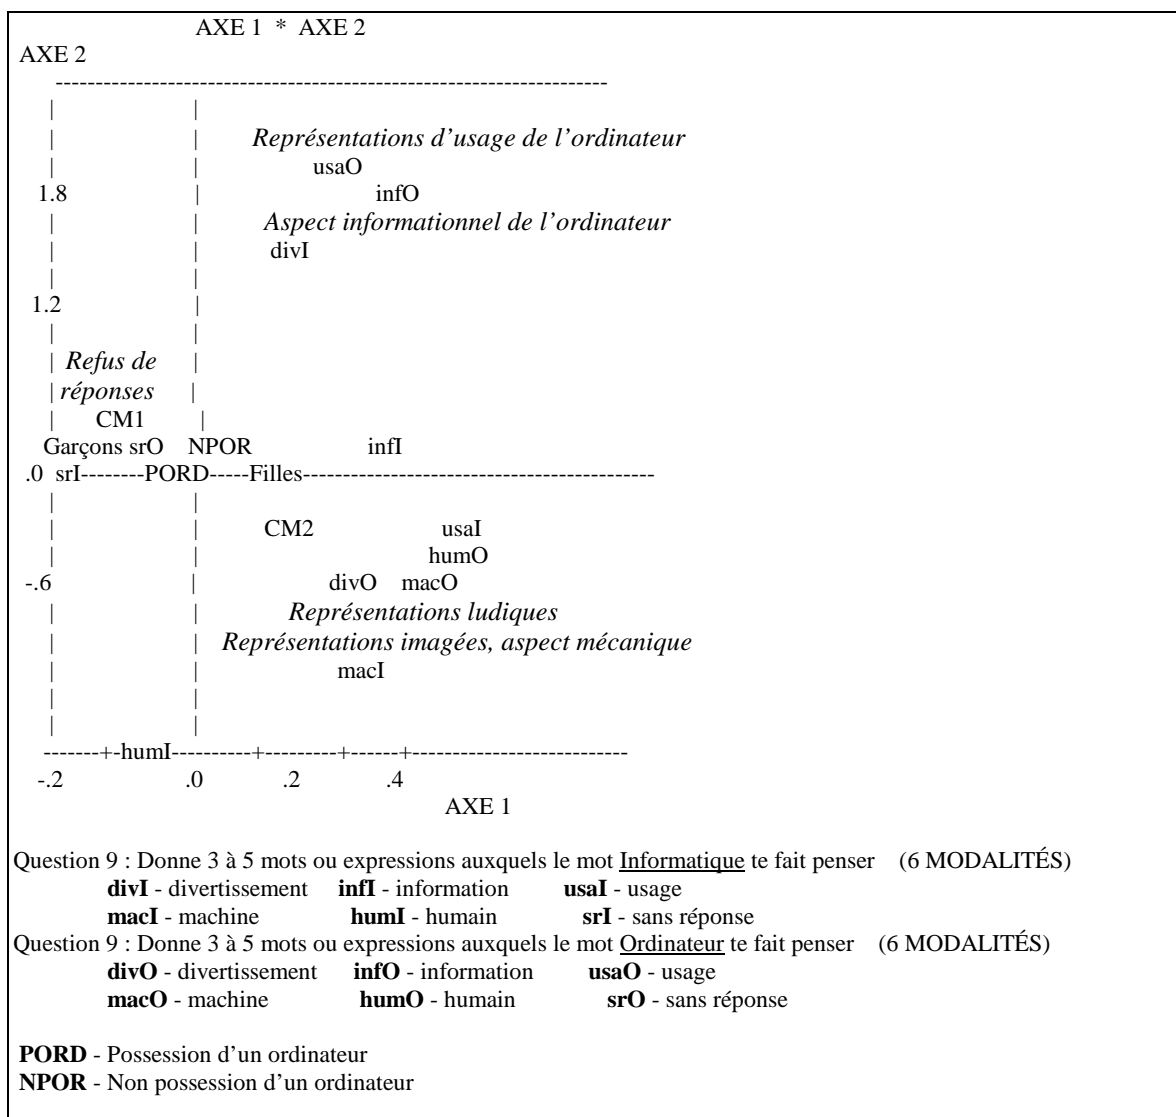 AXE 1 * AXE 2
AXE 2
Représentations d'usage de l'ordinateur
usaO
1.8 infO
Aspect informationnel de l'ordinateur
divI
1.2
Refus de
réponses
CM1
Garçons srO NPOR infI
.0 srI--------PORD-----Filles--------------------------------------------
CM2 usaI
humO
-.6 divO macO
Représentations ludiques
Représentations imagées, aspect mécanique
macI
-------+-humI----------+---------+------+---------------------------
-.2 .0 .2 .4
AXE 1
Question 9 : Donne 3 à 5 mots ou expressions auxquels le mot Informatique te fait penser (6 MODALITÉS)
divI - divertissement infI - information usaI - usage
macI - machine humI - humain srI - sans réponse
Question 9 : Donne 3 à 5 mots ou expressions auxquels le mot Ordinateur te fait penser (6 MODALITÉS)
divO - divertissement infO - information usaO - usage
macO - machine humO - humain srO - sans réponse
PORD - Possession d'un ordinateur
NPOR - Non possession d'un ordinateur